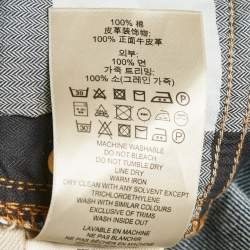 100% 棉
皮革装饰物:
100% 正面牛皮革
외부:
100% 면
가죽 트리밍:
100% 소(그레인 가죽)
MACHINE WASHABLE
DO NOT BLEACH
DO NOT TUMBLE DRY
LINE DRY
WARM IRON
DRY CLEAN WITH ANY SOLVENT EXCEPT
TRICHLOROETHYLENE
WASH WITH SIMILAR COLOURS
EXCLUSIVE OF TRIMS
WASH INSIDE OUT
LAVABLE EN MACHINE
NE PAS BLANCHIR